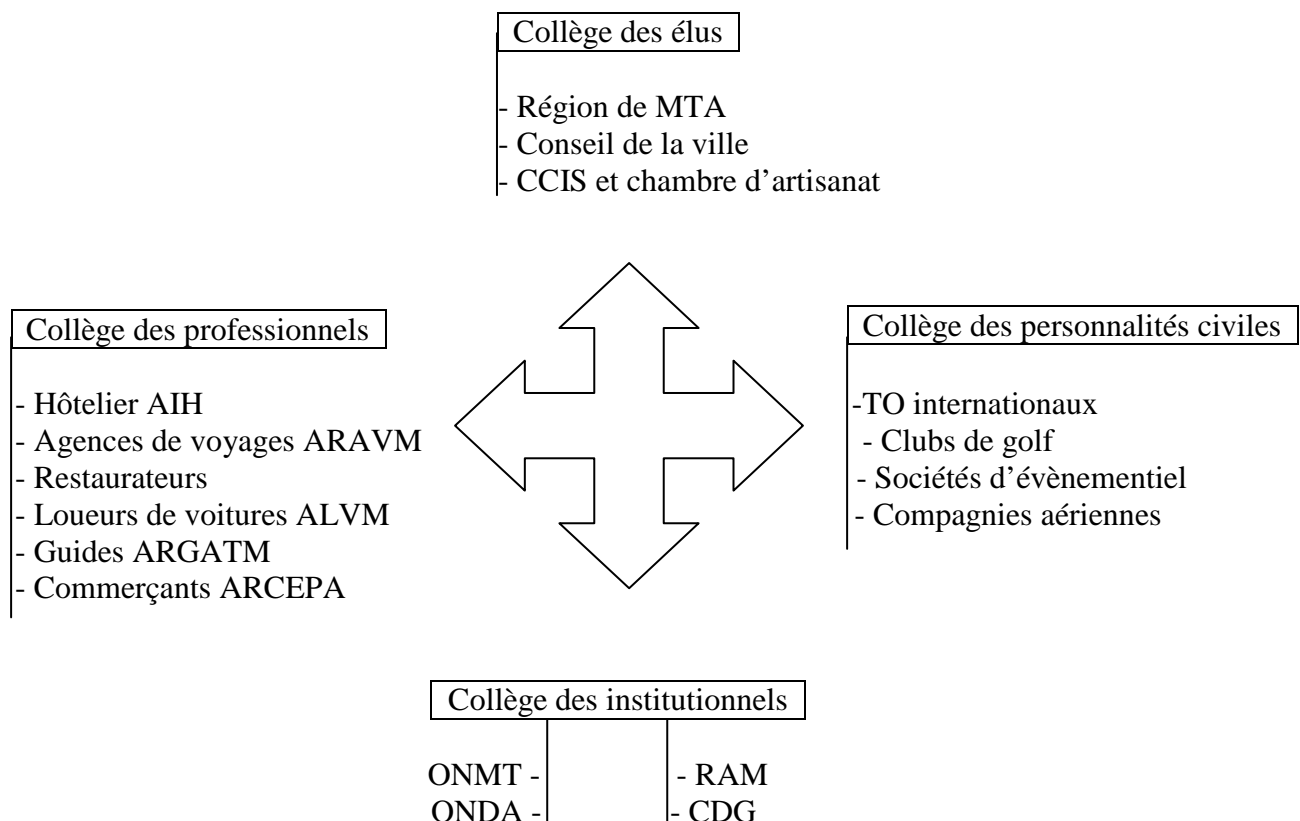 Collège des élus
- Région de MTA
- Conseil de la ville
- CCIS et chambre d'artisanat
Collège des professionnels
- Hôtelier AIH
- Agences de voyages ARAVM
- Restaurateurs
- Loueurs de voitures ALVM
- Guides ARGATM
- Commerçants ARCEPA
Collège des personnalités civiles
-TO internationaux
- Clubs de golf
- Sociétés d'évènementiel
- Compagnies aériennes
Collège des institutionnels
ONMT -
ONDA -
- RAM
- CDG